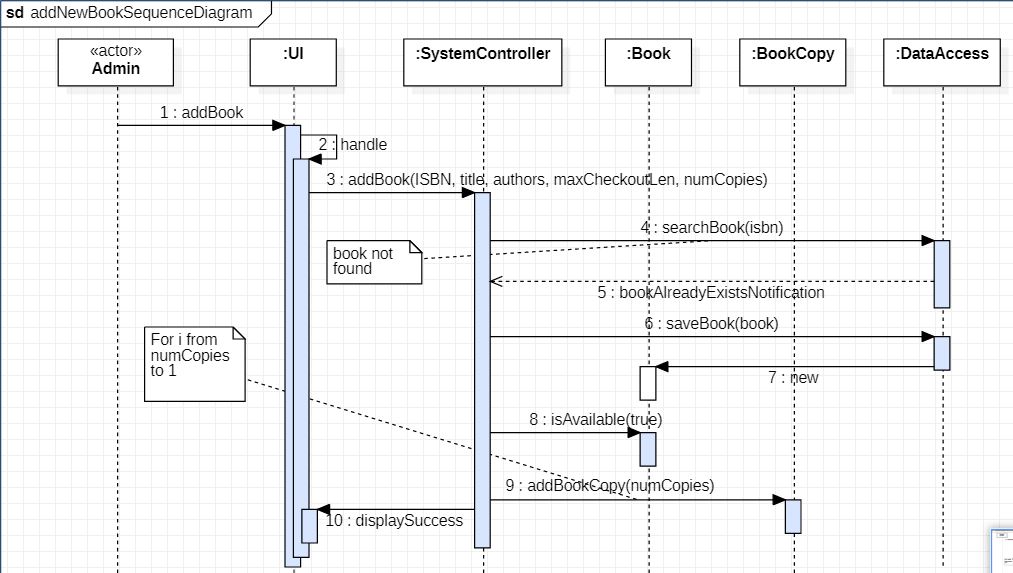 sd addNewBookSequenceDiagram
«actor»
Admin
:UI
:SystemController
:Book
:BookCopy
:DataAccess
1 : addBook
2 : handle
3 : addBook(ISBN, title, authors, maxCheckoutLen, numCopies)
4 : searchBook(isbn)
book not
found
5 : bookAlreadyExistsNotification
6 : saveBook(book)
For i from
numCopies
to 1
7 : new
8 : isAvailable(true)
9 : addBookCopy(numCopies)
10 : displaySuccess